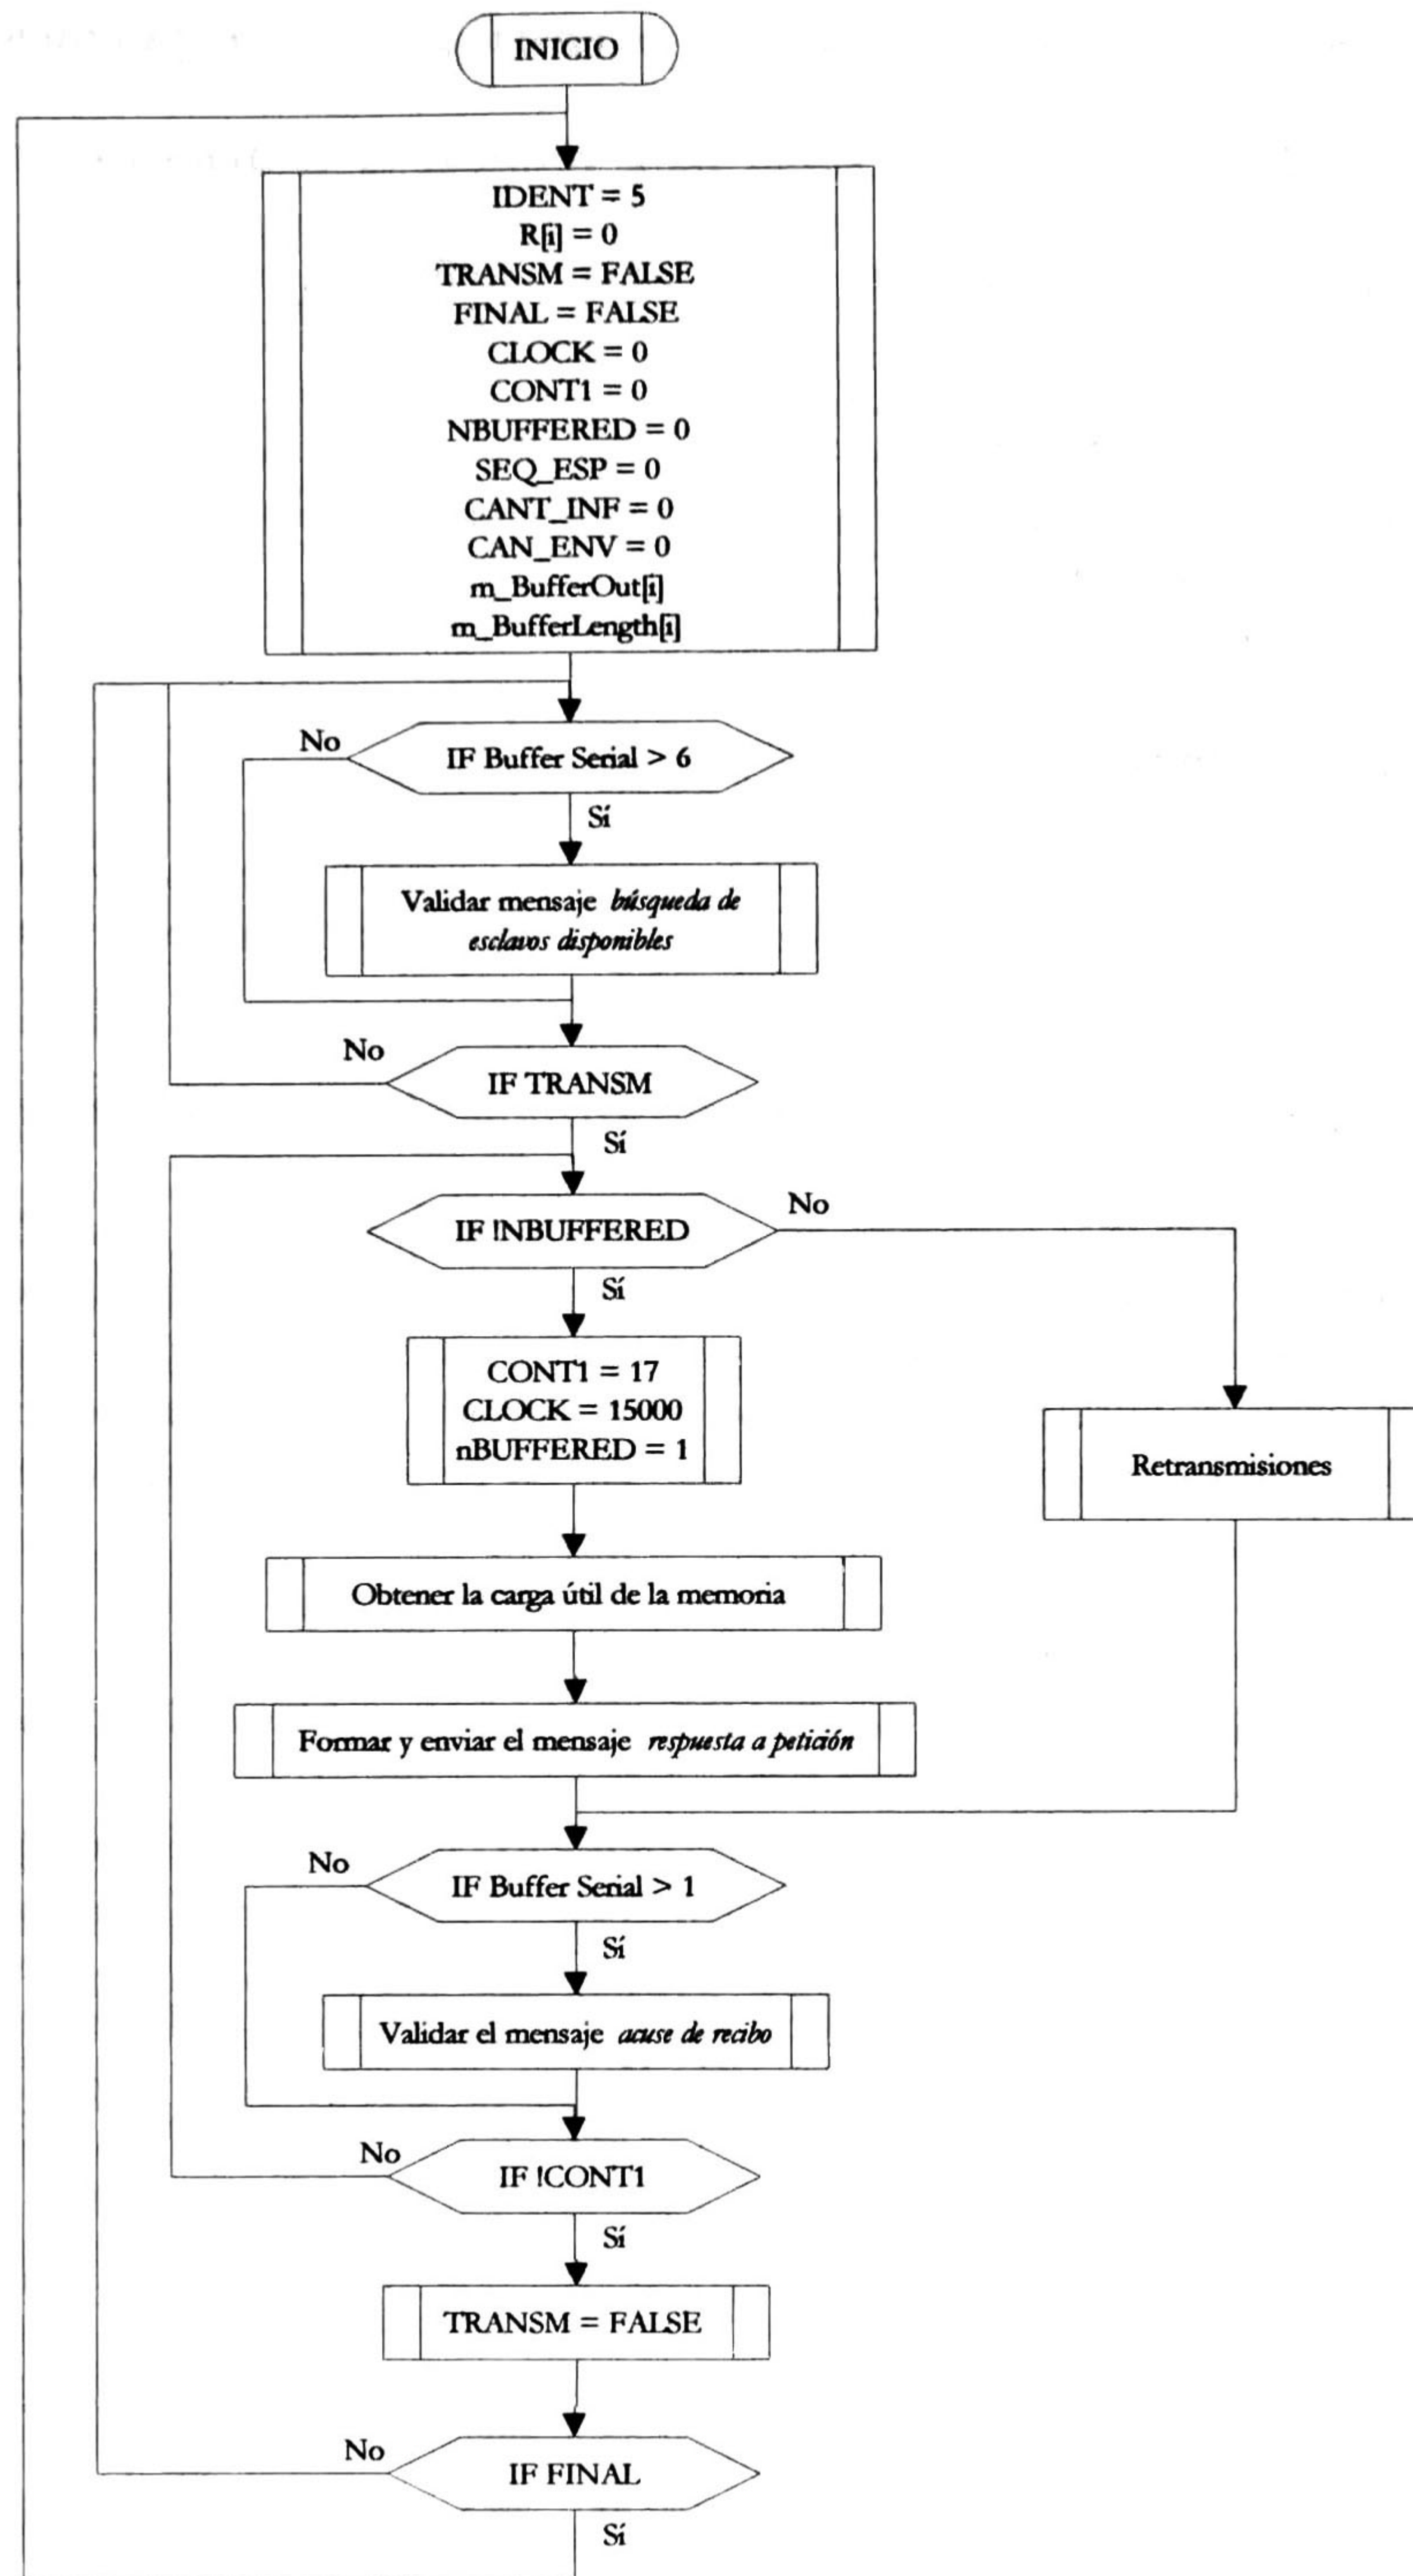 INICIO
IDENT = 5
R[i] = 0
TRANSM = FALSE
FINAL = FALSE
CLOCK = 0
CONT1 = 0
NBUFFERED = 0
SEQ_ESP = 0
CANT_INF = 0
CAN_ENV = 0
m_BufferOut[i]
m_BufferLength[i]
No
IF Buffer Serial > 6
Sí
Validar mensaje búsqueda de
esclavos disponibles
No
IF TRANSM
Sí
IF !NBUFFERED
No
Sí
CONT1 = 17
CLOCK = 15000
nBUFFERED = 1
Retransmisiones
Obtener la carga útil de la memoria
Formar y enviar el mensaje respuesta a petición
No
IF Buffer Serial > 1
Sí
Validar el mensaje acuse de recibo
No
IF !CONT1
Sí
TRANSM = FALSE
No
IF FINAL
Sí